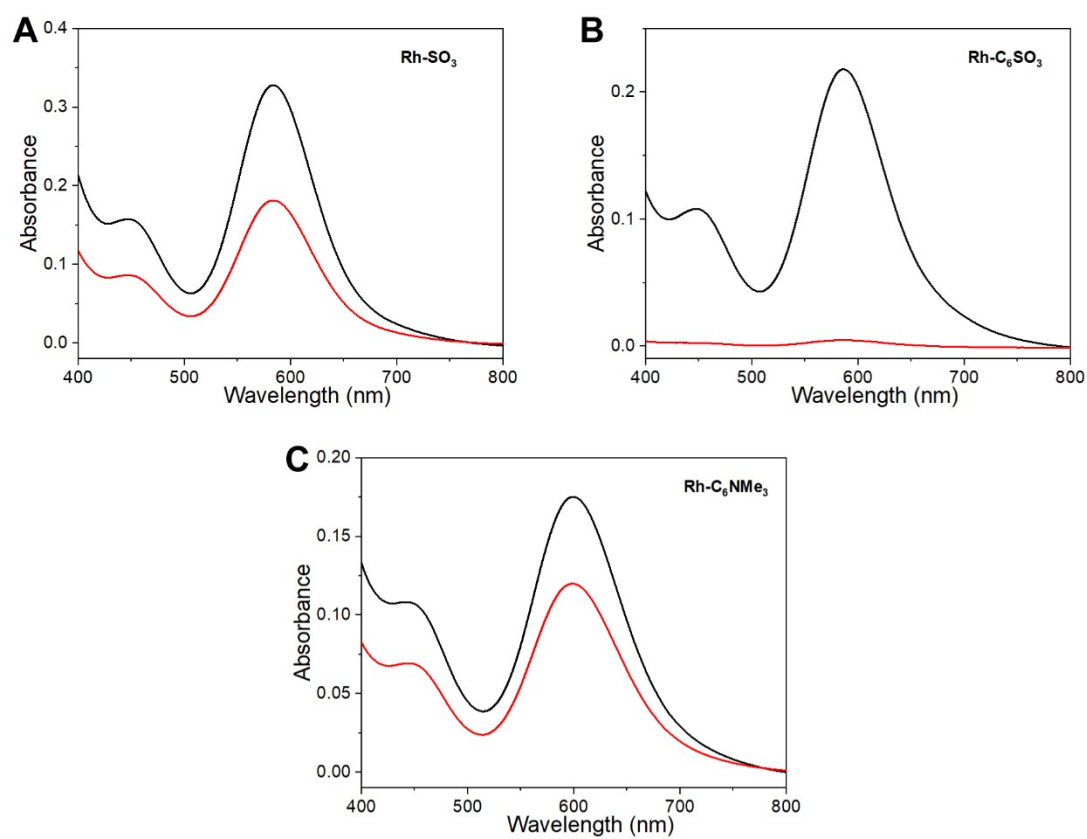 A
Rh-SO₃
Absorbance
0.4
0.3
0.2
0.1
0.0
400 500 600 700 800
Wavelength (nm)
B
Rh-C₆SO₃
Absorbance
0.2
0.1
0.0
400 500 600 700 800
Wavelength (nm)
C
Rh-C₆NMe₃
Absorbance
0.20
0.15
0.10
0.05
0.00
400 500 600 700 800
Wavelength (nm)